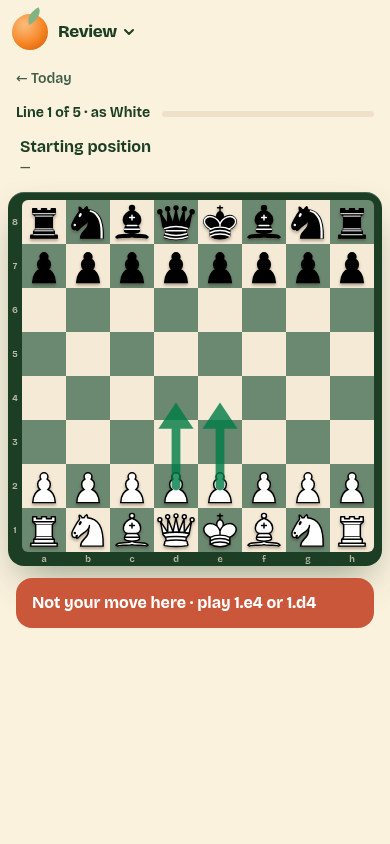 Review
← Today
Line 1 of 5 · as White
Starting position
—
8
7
6
5
4
3
2
1
a b c d e f g h
Not your move here · play 1.e4 or 1.d4